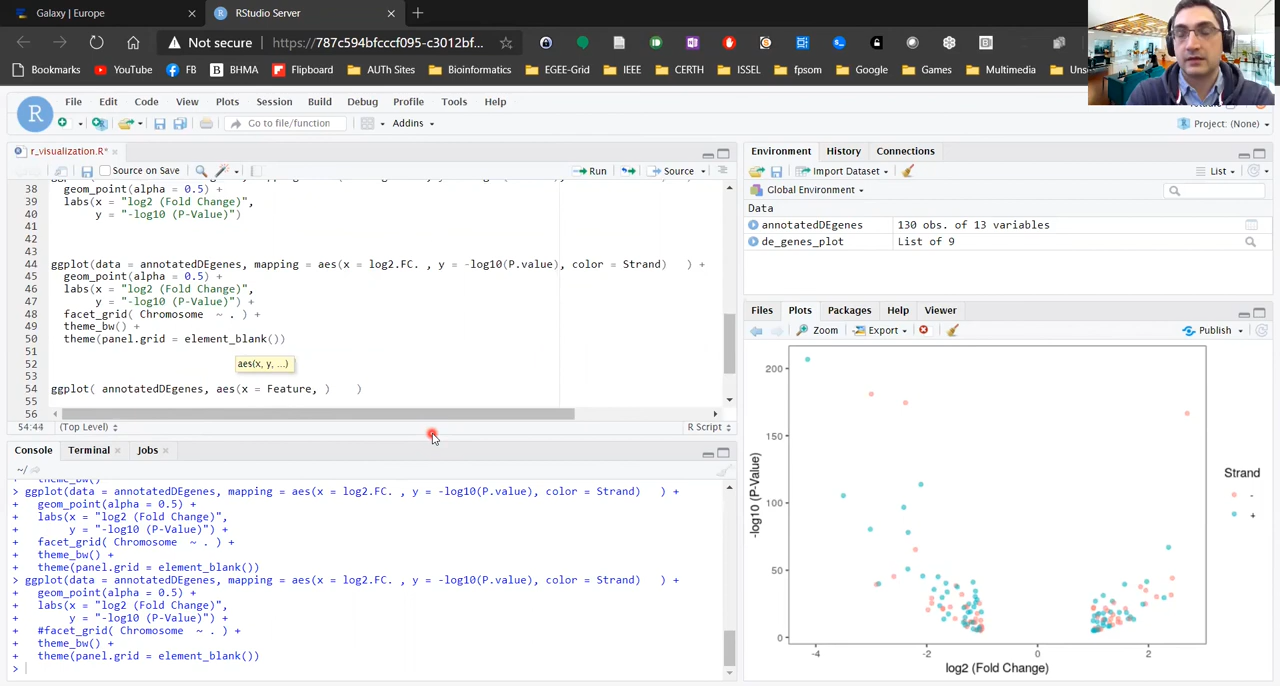 Galaxy | Europe
RStudio Server
Not secure
https://787c594bfcccf095-c3012bf...
Bookmarks
YouTube
FB
BHMA
Flipboard
AUTh Sites
Bioinformatics
EGEE-Grid
IEEE
CERTH
ISSEL
fpsom
Google
Games
Multimedia
File Edit Code View Plots Session Build Debug Profile Tools Help
Go to file/function
Addins
Project: (None)
r_visualization.R*
Source on Save
Run
Source
38 geom_point(alpha = 0.5) +
39 labs(x = "log2 (Fold Change)",
40 y = "-log10 (P-Value)")
41
42
43
44 ggplot(data = annotatedDEgenes, mapping = aes(x = log2.FC. , y = -log10(P.value), color = Strand) ) +
45 geom_point(alpha = 0.5) +
46 labs(x = "log2 (Fold Change)",
47 y = "-log10 (P-Value)") +
48 facet_grid( Chromosome ~ . ) +
49 theme_bw() +
50 theme(panel.grid = element_blank())
51
52 aes(x, y, ...)
53
54 ggplot( annotatedDEgenes, aes(x = Feature, ) )
55
56
54:44 (Top Level) R Script
Console Terminal Jobs
~/
+ theme_bw()
> ggplot(data = annotatedDEgenes, mapping = aes(x = log2.FC. , y = -log10(P.value), color = Strand) ) +
+ geom_point(alpha = 0.5) +
+ labs(x = "log2 (Fold Change)",
+ y = "-log10 (P-Value)") +
+ facet_grid( Chromosome ~ . ) +
+ theme_bw() +
+ theme(panel.grid = element_blank())
> ggplot(data = annotatedDEgenes, mapping = aes(x = log2.FC. , y = -log10(P.value), color = Strand) ) +
+ geom_point(alpha = 0.5) +
+ labs(x = "log2 (Fold Change)",
+ y = "-log10 (P-Value)") +
+ #facet_grid( Chromosome ~ . ) +
+ theme_bw() +
+ theme(panel.grid = element_blank())
>
Environment History Connections
Import Dataset
List
Global Environment
Data
annotatedDEgenes 130 obs. of 13 variables
de_genes_plot List of 9
Files Plots Packages Help Viewer
Zoom
Export
Publish
200
150
100
50
0
-4 -2 0 2
-log10 (P-Value)
log2 (Fold Change)
Strand
-
+